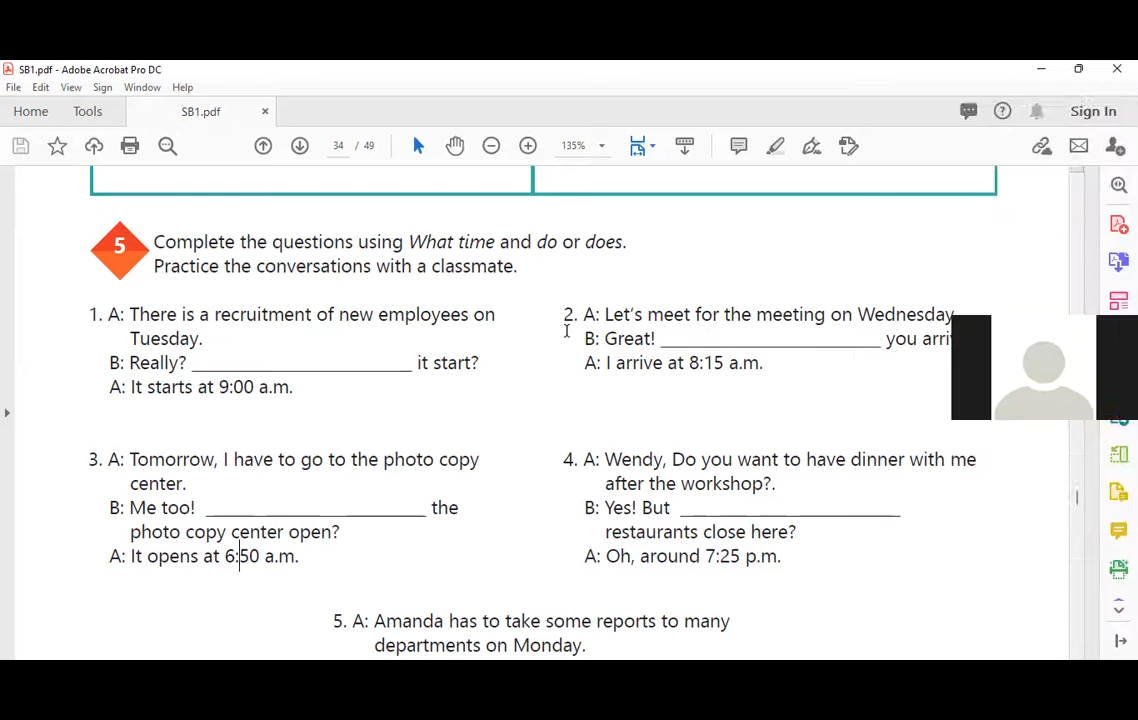 SB1.pdf - Adobe Acrobat Pro DC
File Edit View Sign Window Help
Home Tools SB1.pdf × Sign In
34 / 49 135%
5 Complete the questions using What time and do or does.
Practice the conversations with a classmate.
1. A: There is a recruitment of new employees on
Tuesday.
B: Really? ________________________ it start?
A: It starts at 9:00 a.m.
2. A: Let's meet for the meeting on Wednesday.
B: Great! ________________________ you
A: I arrive at 8:15 a.m.
3. A: Tomorrow, I have to go to the photo copy
center.
B: Me too! ________________________ the
photo copy center open?
A: It opens at 6:50 a.m.
4. A: Wendy, Do you want to have dinner with me
after the workshop?.
B: Yes! But ________________________
restaurants close here?
A: Oh, around 7:25 p.m.
5. A: Amanda has to take some reports to many
departments on Monday.